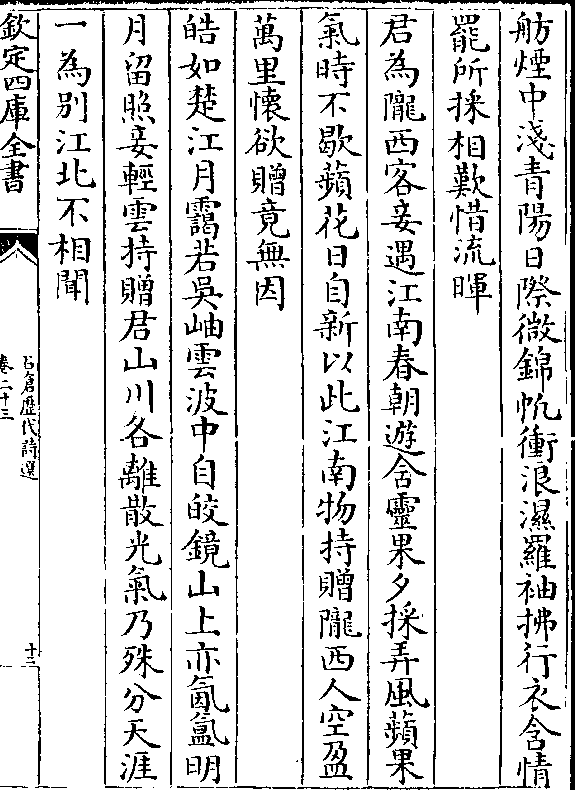 舫煙中淺青陽日際微錦帆衝浪濕羅袖拂行衣含情
罷所採相歎惜流暉
君為隴西客妾遇江南春朝遊含靈果夕採弄風蘋果
氣時不歇蘋花日自新以此江南物持贈隴西人空盈
萬里懷欲贈竟無因
皓如楚江月靄若吳岫雲波中自皎鏡山上亦氤氳明
月留照妾輕雲持贈君山川各離散光氣乃殊分天涯
一為别江北不相聞
欽定四庫全書
石倉歷代詩選
卷二十三
十三